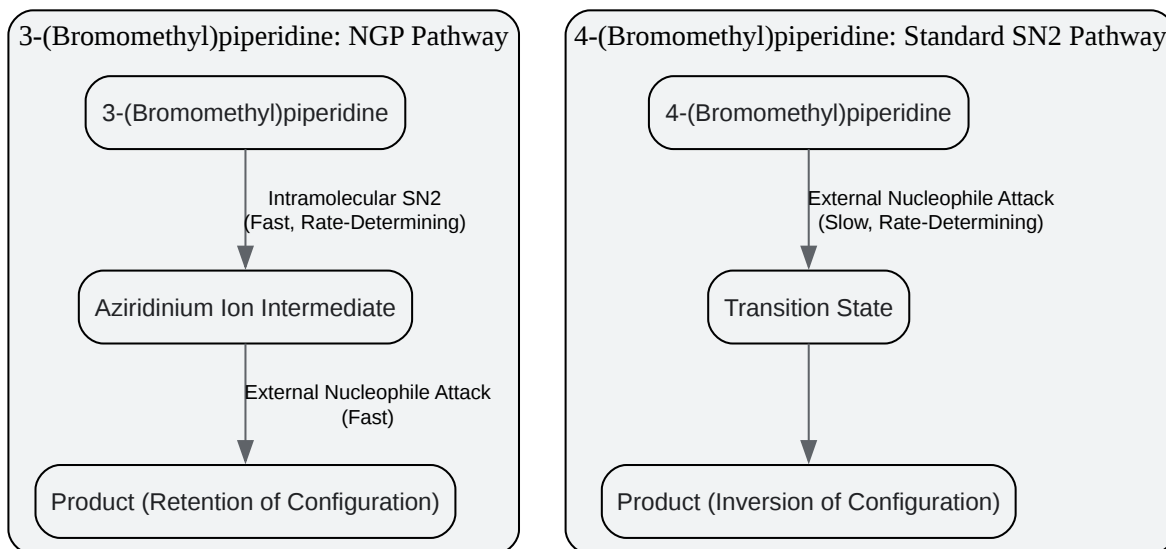 3-(Bromomethyl)piperidine: NGP Pathway
3-(Bromomethyl)piperidine
Intramolecular SN2
(Fast, Rate-Determining)
Aziridinium Ion Intermediate
External Nucleophile Attack
(Fast)
Product (Retention of Configuration)
4-(Bromomethyl)piperidine: Standard SN2 Pathway
4-(Bromomethyl)piperidine
External Nucleophile Attack
(Slow, Rate-Determining)
Transition State
Product (Inversion of Configuration)